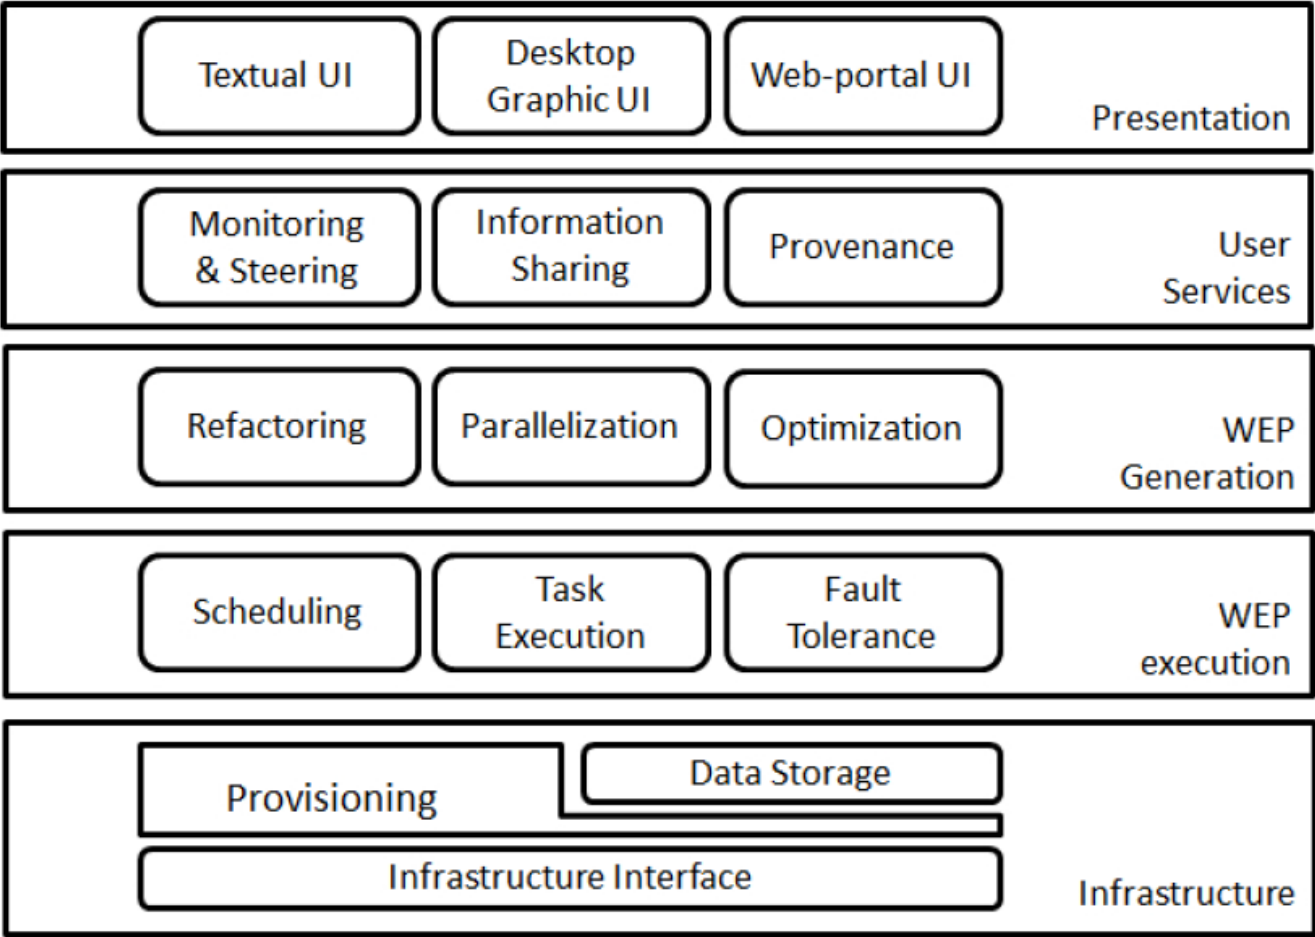 Textual UI
Desktop
Graphic UI
Web-portal UI
Presentation
Monitoring
& Steering
Information
Sharing
Provenance
User
Services
Refactoring
Parallelization
Optimization
WEP
Generation
Scheduling
Task
Execution
Fault
Tolerance
WEP
execution
Provisioning
Data Storage
Infrastructure Interface
Infrastructure